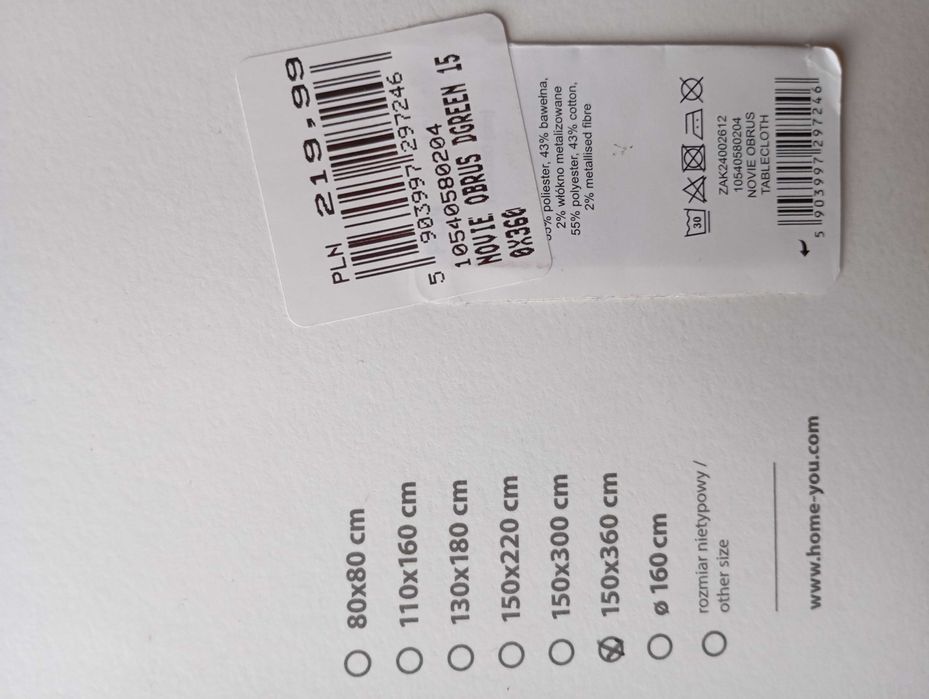 PLN 219,99
5 903997 297246
10540580204
NOVIE OBRUS DGREEN 15
0X360
poliester, 43% bawełna,
2% włókno metalizowane
55% polyester, 43% cotton,
2% metallised fibre
30
ZAK24002612
10540580204
NOVIE OBRUS
TABLECLOTH
5 903997 297246
80x80 cm
110x160 cm
130x180 cm
150x220 cm
150x300 cm
150x360 cm
ø 160 cm
rozmiar nietypowy /
other size
www.home-you.com